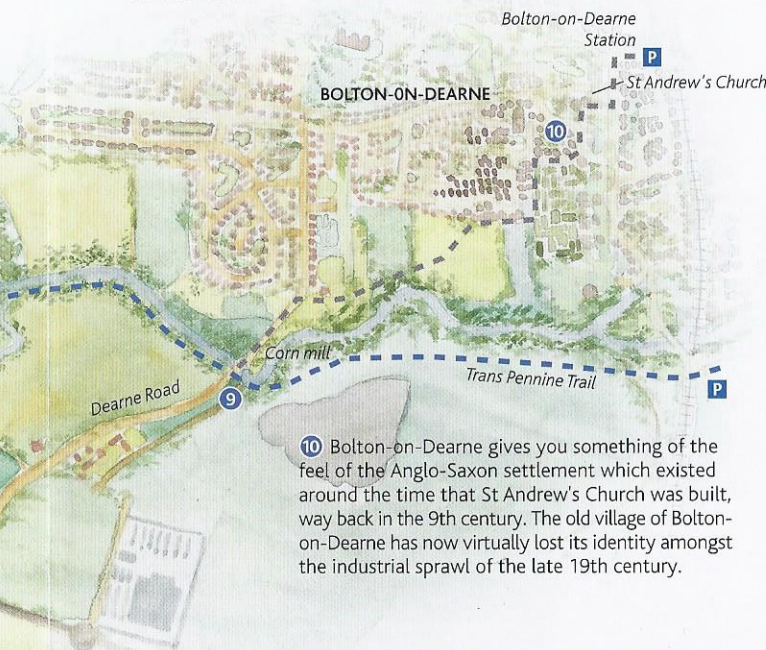 Bolton-on-Dearne
Station
P
St Andrew's Church
BOLTON-0N-DEARNE
10
Corn mill
Trans Pennine Trail
P
Dearne Road
9
10 Bolton-on-Dearne gives you something of the
feel of the Anglo-Saxon settlement which existed
around the time that St Andrew's Church was built,
way back in the 9th century. The old village of Bolton-
on-Dearne has now virtually lost its identity amongst
the industrial sprawl of the late 19th century.